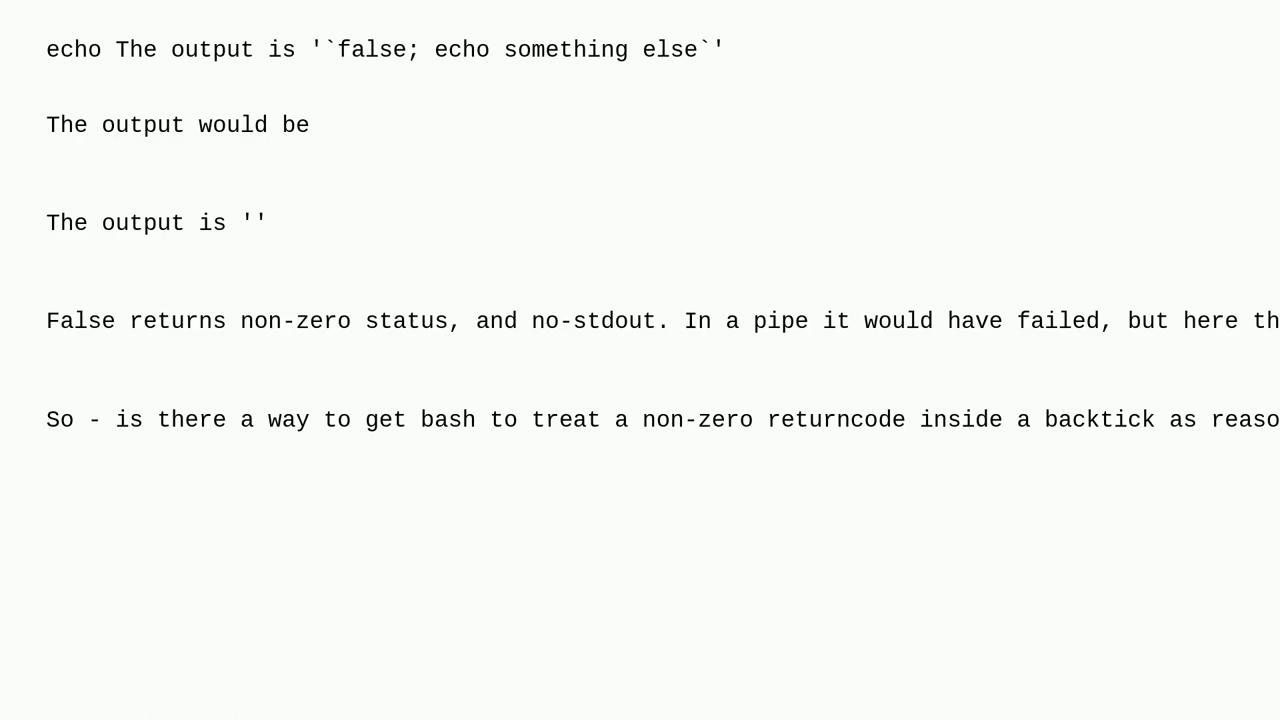 echo The output is '`false; echo something else`'
The output would be
The output is ''
False returns non-zero status, and no-stdout. In a pipe it would have failed, but here
So - is there a way to get bash to treat a non-zero returncode inside a backtick as